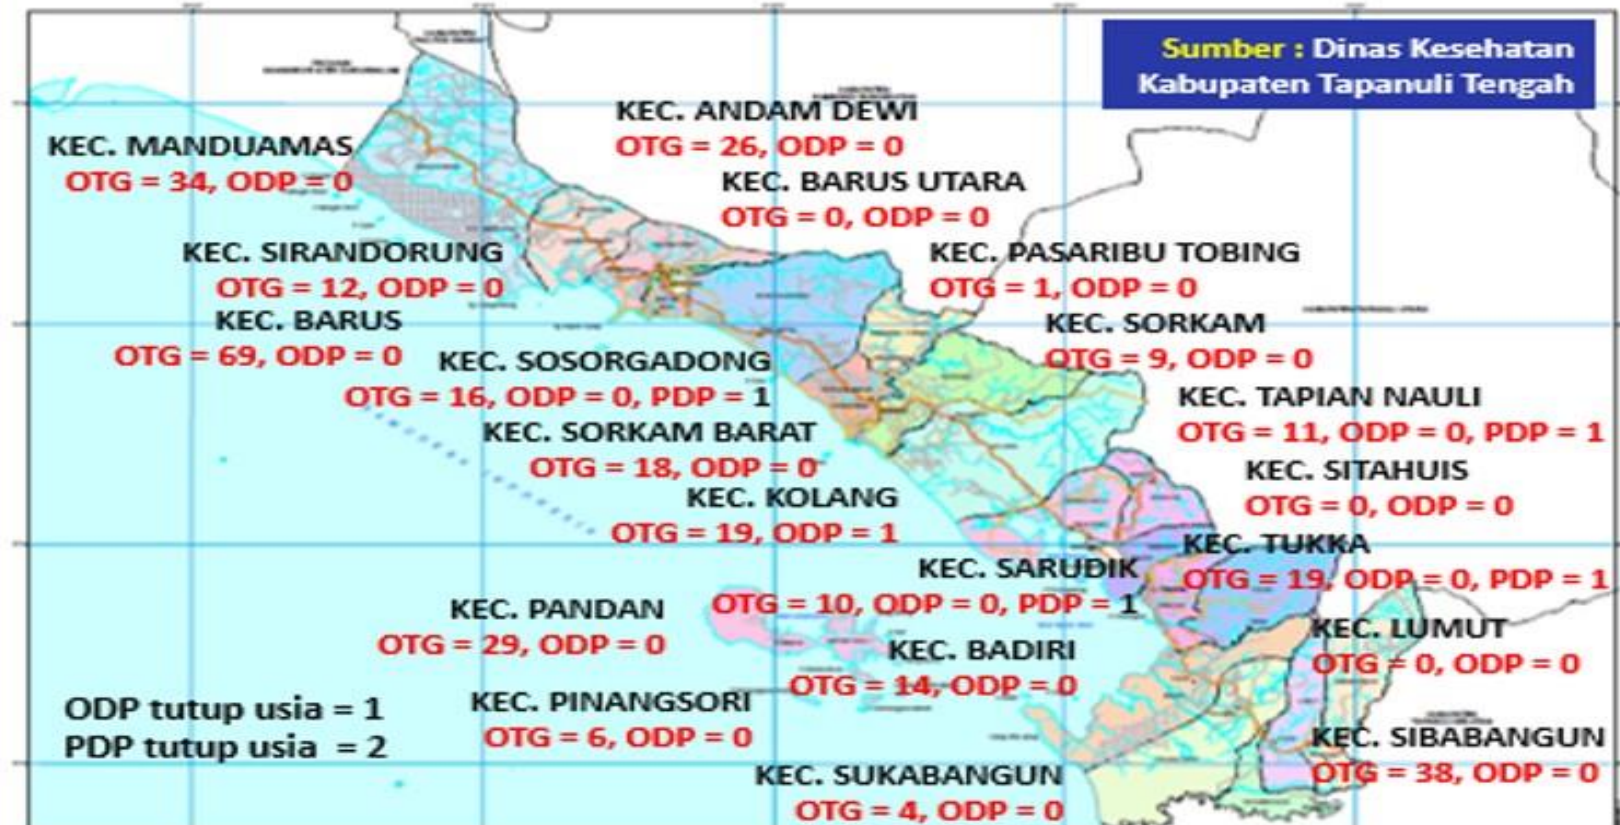 Sumber : Dinas Kesehatan
Kabupaten Tapanuli Tengah
KEC. ANDAM DEWI
OTG = 26, ODP = 0
KEC. MANDUAMAS
OTG = 34, ODP = 0
KEC. BARUS UTARA
OTG = 0, ODP = 0
KEC. SIRANDORUNG
OTG = 12, ODP = 0
KEC. PASARIBU TOBING
OTG = 1, ODP = 0
KEC. BARUS
OTG = 69, ODP = 0
KEC. SORKAM
OTG = 9, ODP = 0
KEC. SOSORGADONG
OTG = 16, ODP = 0, PDP = 1
KEC. TAPIAN NAULI
OTG = 11, ODP = 0, PDP = 1
KEC. SORKAM BARAT
OTG = 18, ODP = 0
KEC. SITAHUIS
OTG = 0, ODP = 0
KEC. KOLANG
OTG = 19, ODP = 1
KEC. TUKKA
OTG = 19, ODP = 0, PDP = 1
KEC. SARUDIK
OTG = 10, ODP = 0, PDP = 1
KEC. PANDAN
OTG = 29, ODP = 0
KEC. LUMUT
OTG = 0, ODP = 0
KEC. BADIRI
OTG = 14, ODP = 0
KEC. PINANGSORI
OTG = 6, ODP = 0
ODP tutup usia = 1
PDP tutup usia = 2
KEC. SIBABANGUN
OTG = 38, ODP = 0
KEC. SUKABANGUN
OTG = 4, ODP = 0